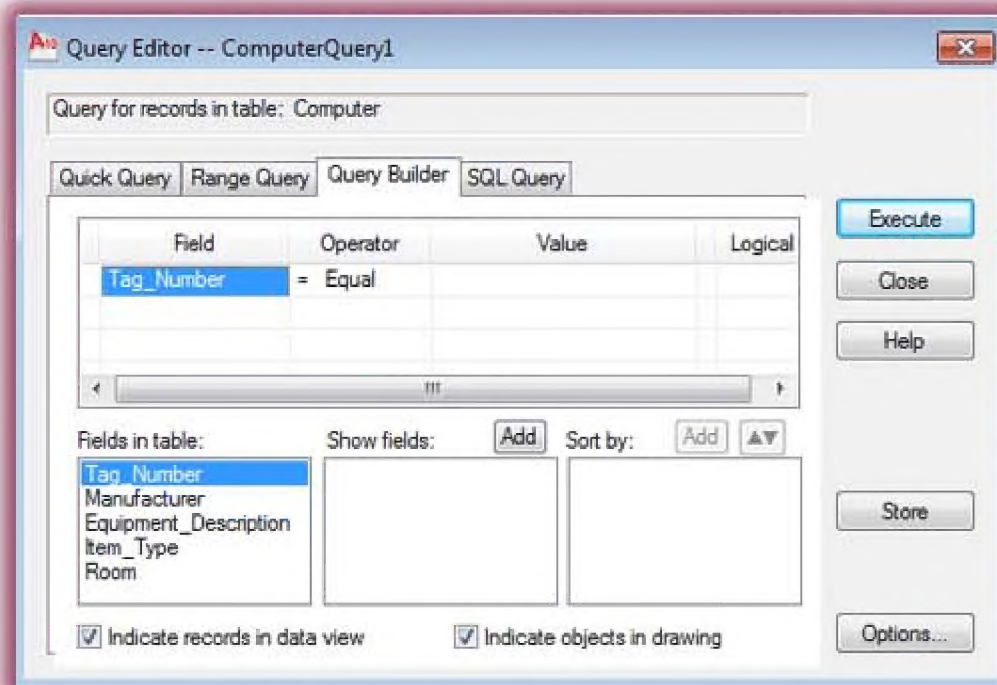 Query Editor -- ComputerQuery1
Query for records in table: Computer
Quick Query Range Query Query Builder SQL Query
Execute
Field Operator Value Logical
Tag_Number = Equal
Close
Help
Fields in table: Show fields: Add Sort by: Add ▲▼
Tag_Number
Manufacturer
Equipment_Description
Item_Type
Room
Store
Indicate records in data view Indicate objects in drawing
Options...